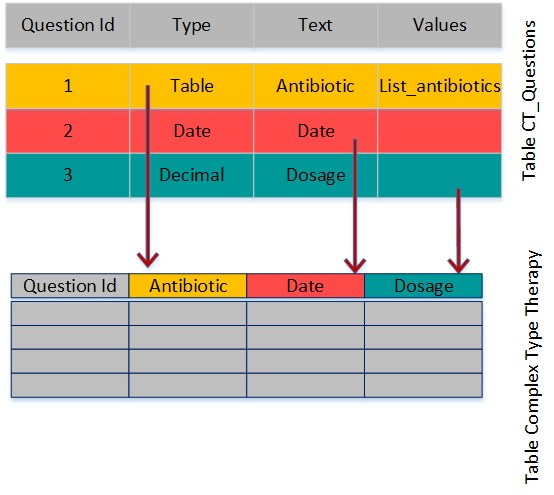 Question Id Type Text Values
1 Table Antibiotic List_antibiotics
2 Date Date
3 Decimal Dosage
Table CT_Questions
Question Id Antibiotic Date Dosage
Table Complex Type Therapy